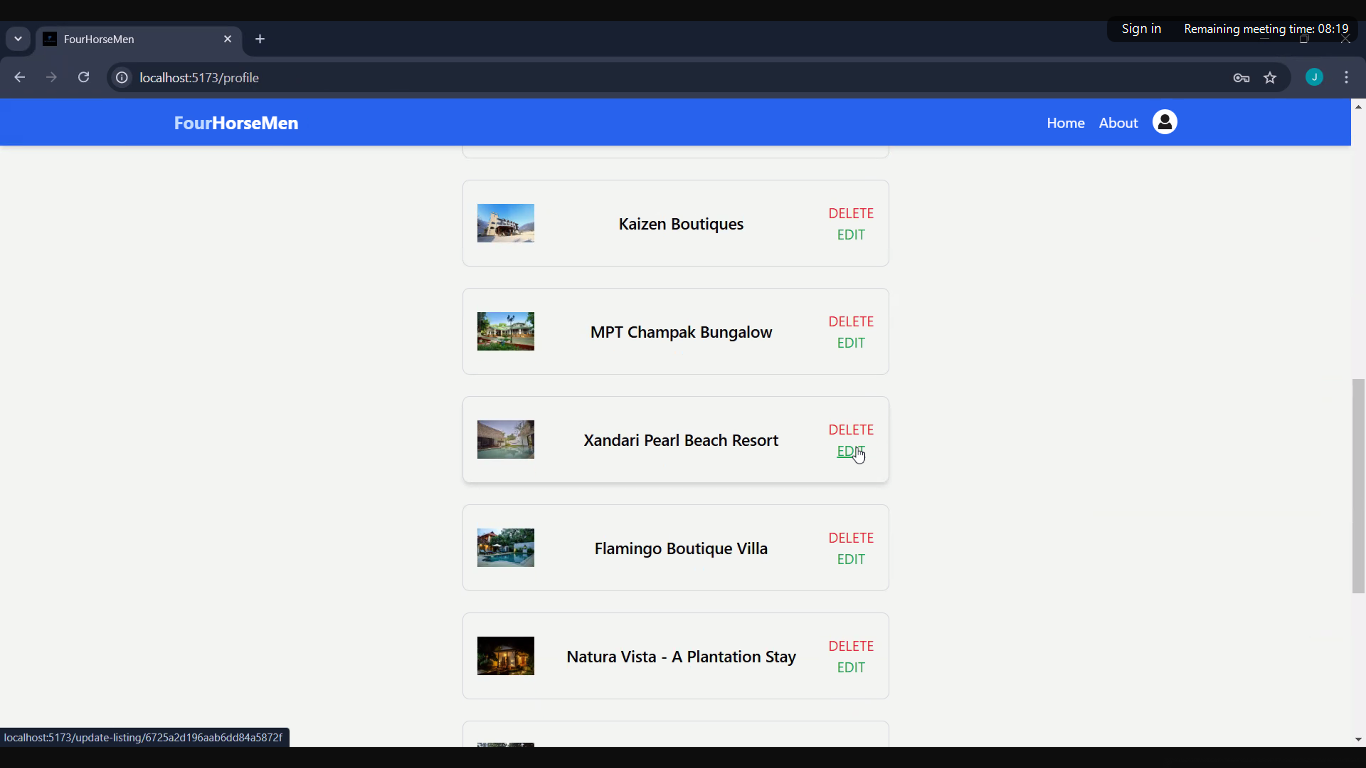 FourHorseMen
Sign in Remaining meeting time: 08:19
localhost:5173/profile
J
FourHorseMen
Home About
Kaizen Boutiques
DELETE
EDIT
MPT Champak Bungalow
DELETE
EDIT
Xandari Pearl Beach Resort
DELETE
EDIT
Flamingo Boutique Villa
DELETE
EDIT
Natura Vista - A Plantation Stay
DELETE
EDIT
localhost:5173/update-listing/6725a2d196aab6dd84a5872f